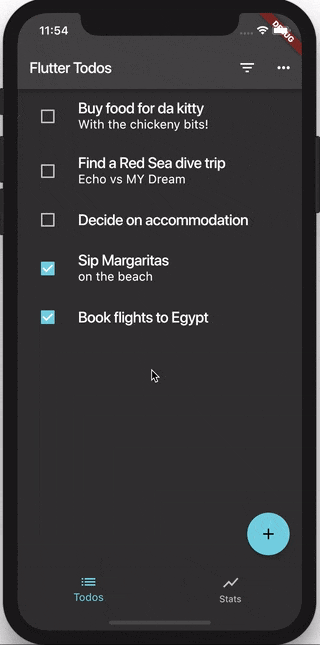 11:54
DEBUG
Flutter Todos
Buy food for da kitty
With the chickeny bits!
Find a Red Sea dive trip
Echo vs MY Dream
Decide on accommodation
Sip Margaritas
on the beach
Book flights to Egypt
Todos
Stats